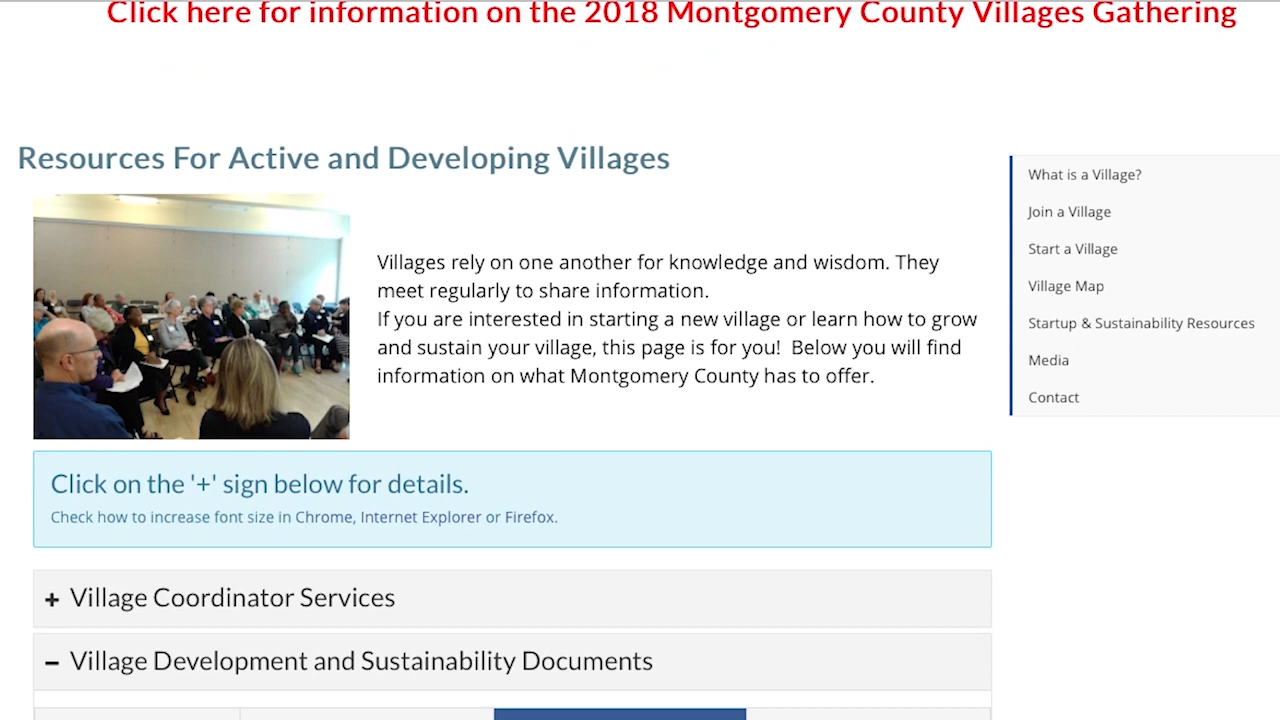 Click here for information on the 2018 Montgomery County Villages Gathering
Resources For Active and Developing Villages
Villages rely on one another for knowledge and wisdom. They
meet regularly to share information.
If you are interested in starting a new village or learn how to grow
and sustain your village, this page is for you! Below you will find
information on what Montgomery County has to offer.
What is a Village?
Join a Village
Start a Village
Village Map
Startup & Sustainability Resources
Media
Contact
Click on the '+' sign below for details.
Check how to increase font size in Chrome, Internet Explorer or Firefox.
+ Village Coordinator Services
– Village Development and Sustainability Documents